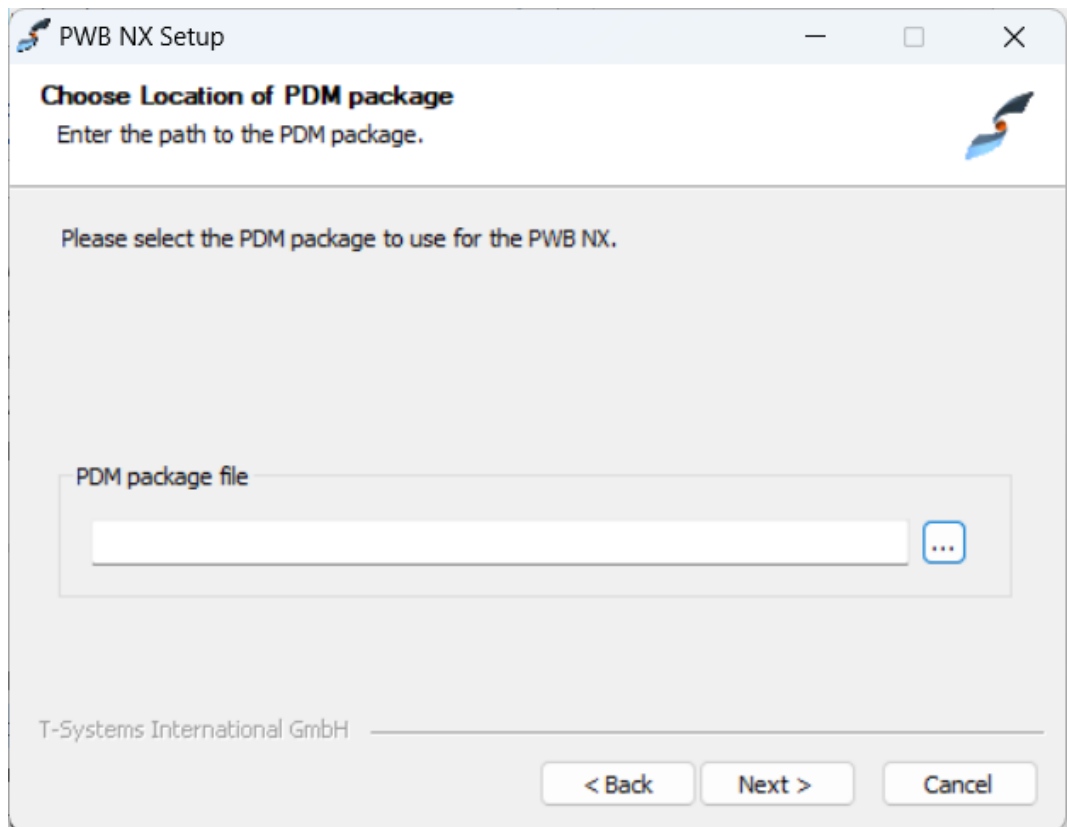 PWB NX Setup
Choose Location of PDM package
Enter the path to the PDM package.
Please select the PDM package to use for the PWB NX.
PDM package file
...
T-Systems International GmbH
< Back Next > Cancel